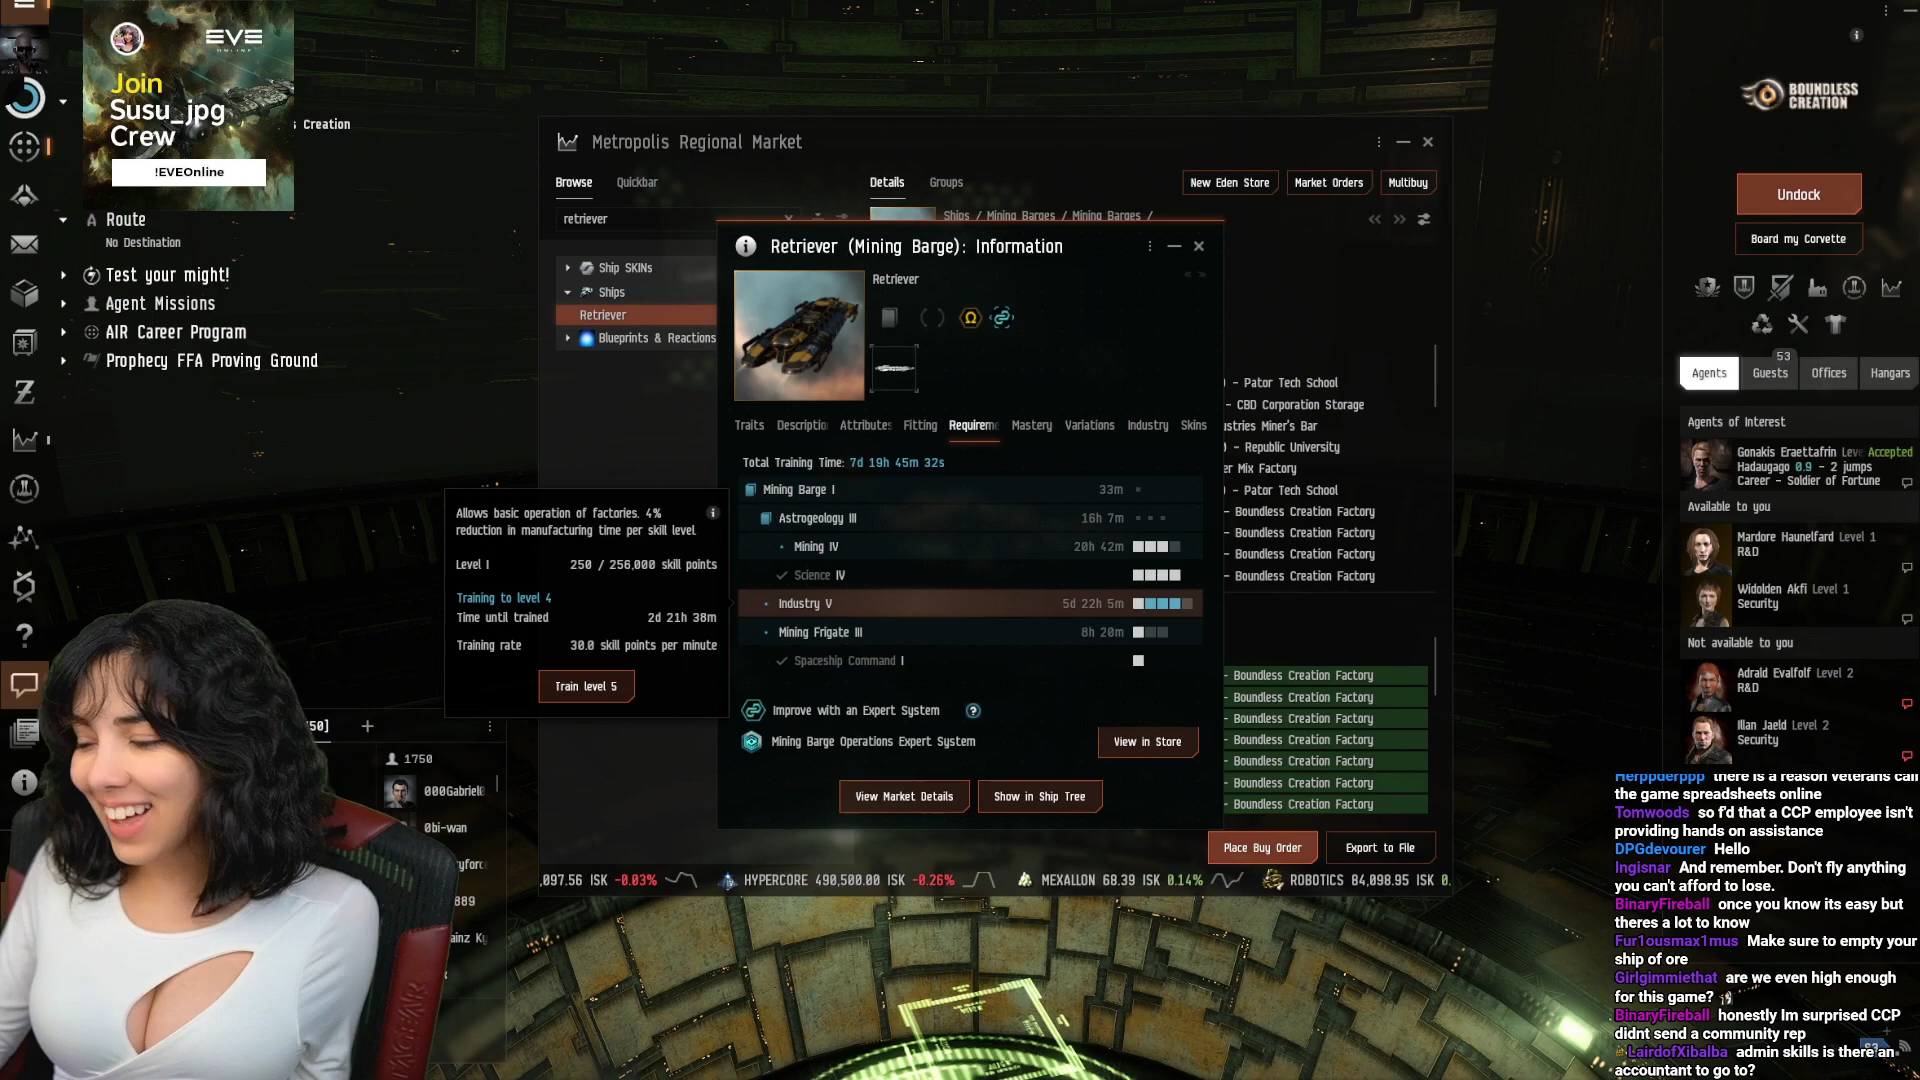 EVE
ONLINE
Join
Susu_jpg
Crew
!EVEOnline
s Creation
Route
No Destination
Test your might!
Agent Missions
AIR Career Program
Prophecy FFA Proving Ground
Metropolis Regional Market
Browse
Quickbar
Details
Groups
New Eden Store
Market Orders
Multibuy
retriever
Ships / Mining Barges / Mining Barges /
Ship SKINs
Ships
Retriever
Blueprints & Reactions
Retriever (Mining Barge): Information
Retriever
Traits
Descriptio
Attributes
Fitting
Requireme
Mastery
Variations
Industry
Skins
Total Training Time: 7d 19h 45m 32s
Mining Barge I 33m
Astrogeology III 16h 7m
Mining IV 20h 42m
Science IV
Industry V 5d 22h 5m
Mining Frigate III 8h 20m
Spaceship Command I
Improve with an Expert System
Mining Barge Operations Expert System
View in Store
View Market Details
Show in Ship Tree
Allows basic operation of factories. 4%
reduction in manufacturing time per skill level
Level I 250 / 256,000 skill points
Training to level 4
Time until trained 2d 21h 38m
Training rate 30.0 skill points per minute
Train level 5
- Pator Tech School
- CBD Corporation Storage
ustries Miner's Bar
- Republic University
er Mix Factory
- Pator Tech School
- Boundless Creation Factory
- Boundless Creation Factory
- Boundless Creation Factory
- Boundless Creation Factory
- Boundless Creation Factory
- Boundless Creation Factory
- Boundless Creation Factory
- Boundless Creation Factory
- Boundless Creation Factory
- Boundless Creation Factory
- Boundless Creation Factory
Place Buy Order
Export to File
,097.56 ISK -0.03%
HYPERCORE 490,500.00 ISK -0.26%
MEXALLON 68.39 ISK 0.14%
ROBOTICS 84,098.95 ISK 0.
50]
1750
000Gabriel0
0bi-wan
889
BOUNDLESS
CREATION
Undock
Board my Corvette
Agents
53
Guests
Offices
Hangars
Agents of Interest
Gonakis Eraettafrin Leve Accepted
Hadaugago 0.9 - 2 jumps
Career - Soldier of Fortune
Available to you
Mardore Haunelfard Level 1
R&D
Widolden Akfi Level 1
Security
Not available to you
Adrald Evalfolf Level 2
R&D
Illan Jaeld Level 2
Security
Herppderppp there is a reason veterans call
the game spreadsheets online
Tomwoods so f'd that a CCP employee isn't
providing hands on assistance
DPGdevourer Hello
Ingisnar And remember. Don't fly anything
you can't afford to lose.
BinaryFireball once you know its easy but
theres a lot to know
Fur1ousmax1mus Make sure to empty your
ship of ore
Girlgimmiethat are we even high enough
for this game?
BinaryFireball honestly Im surprised CCP
didnt send a community rep
LairdofXibalba admin skills is there an
accountant to go to?